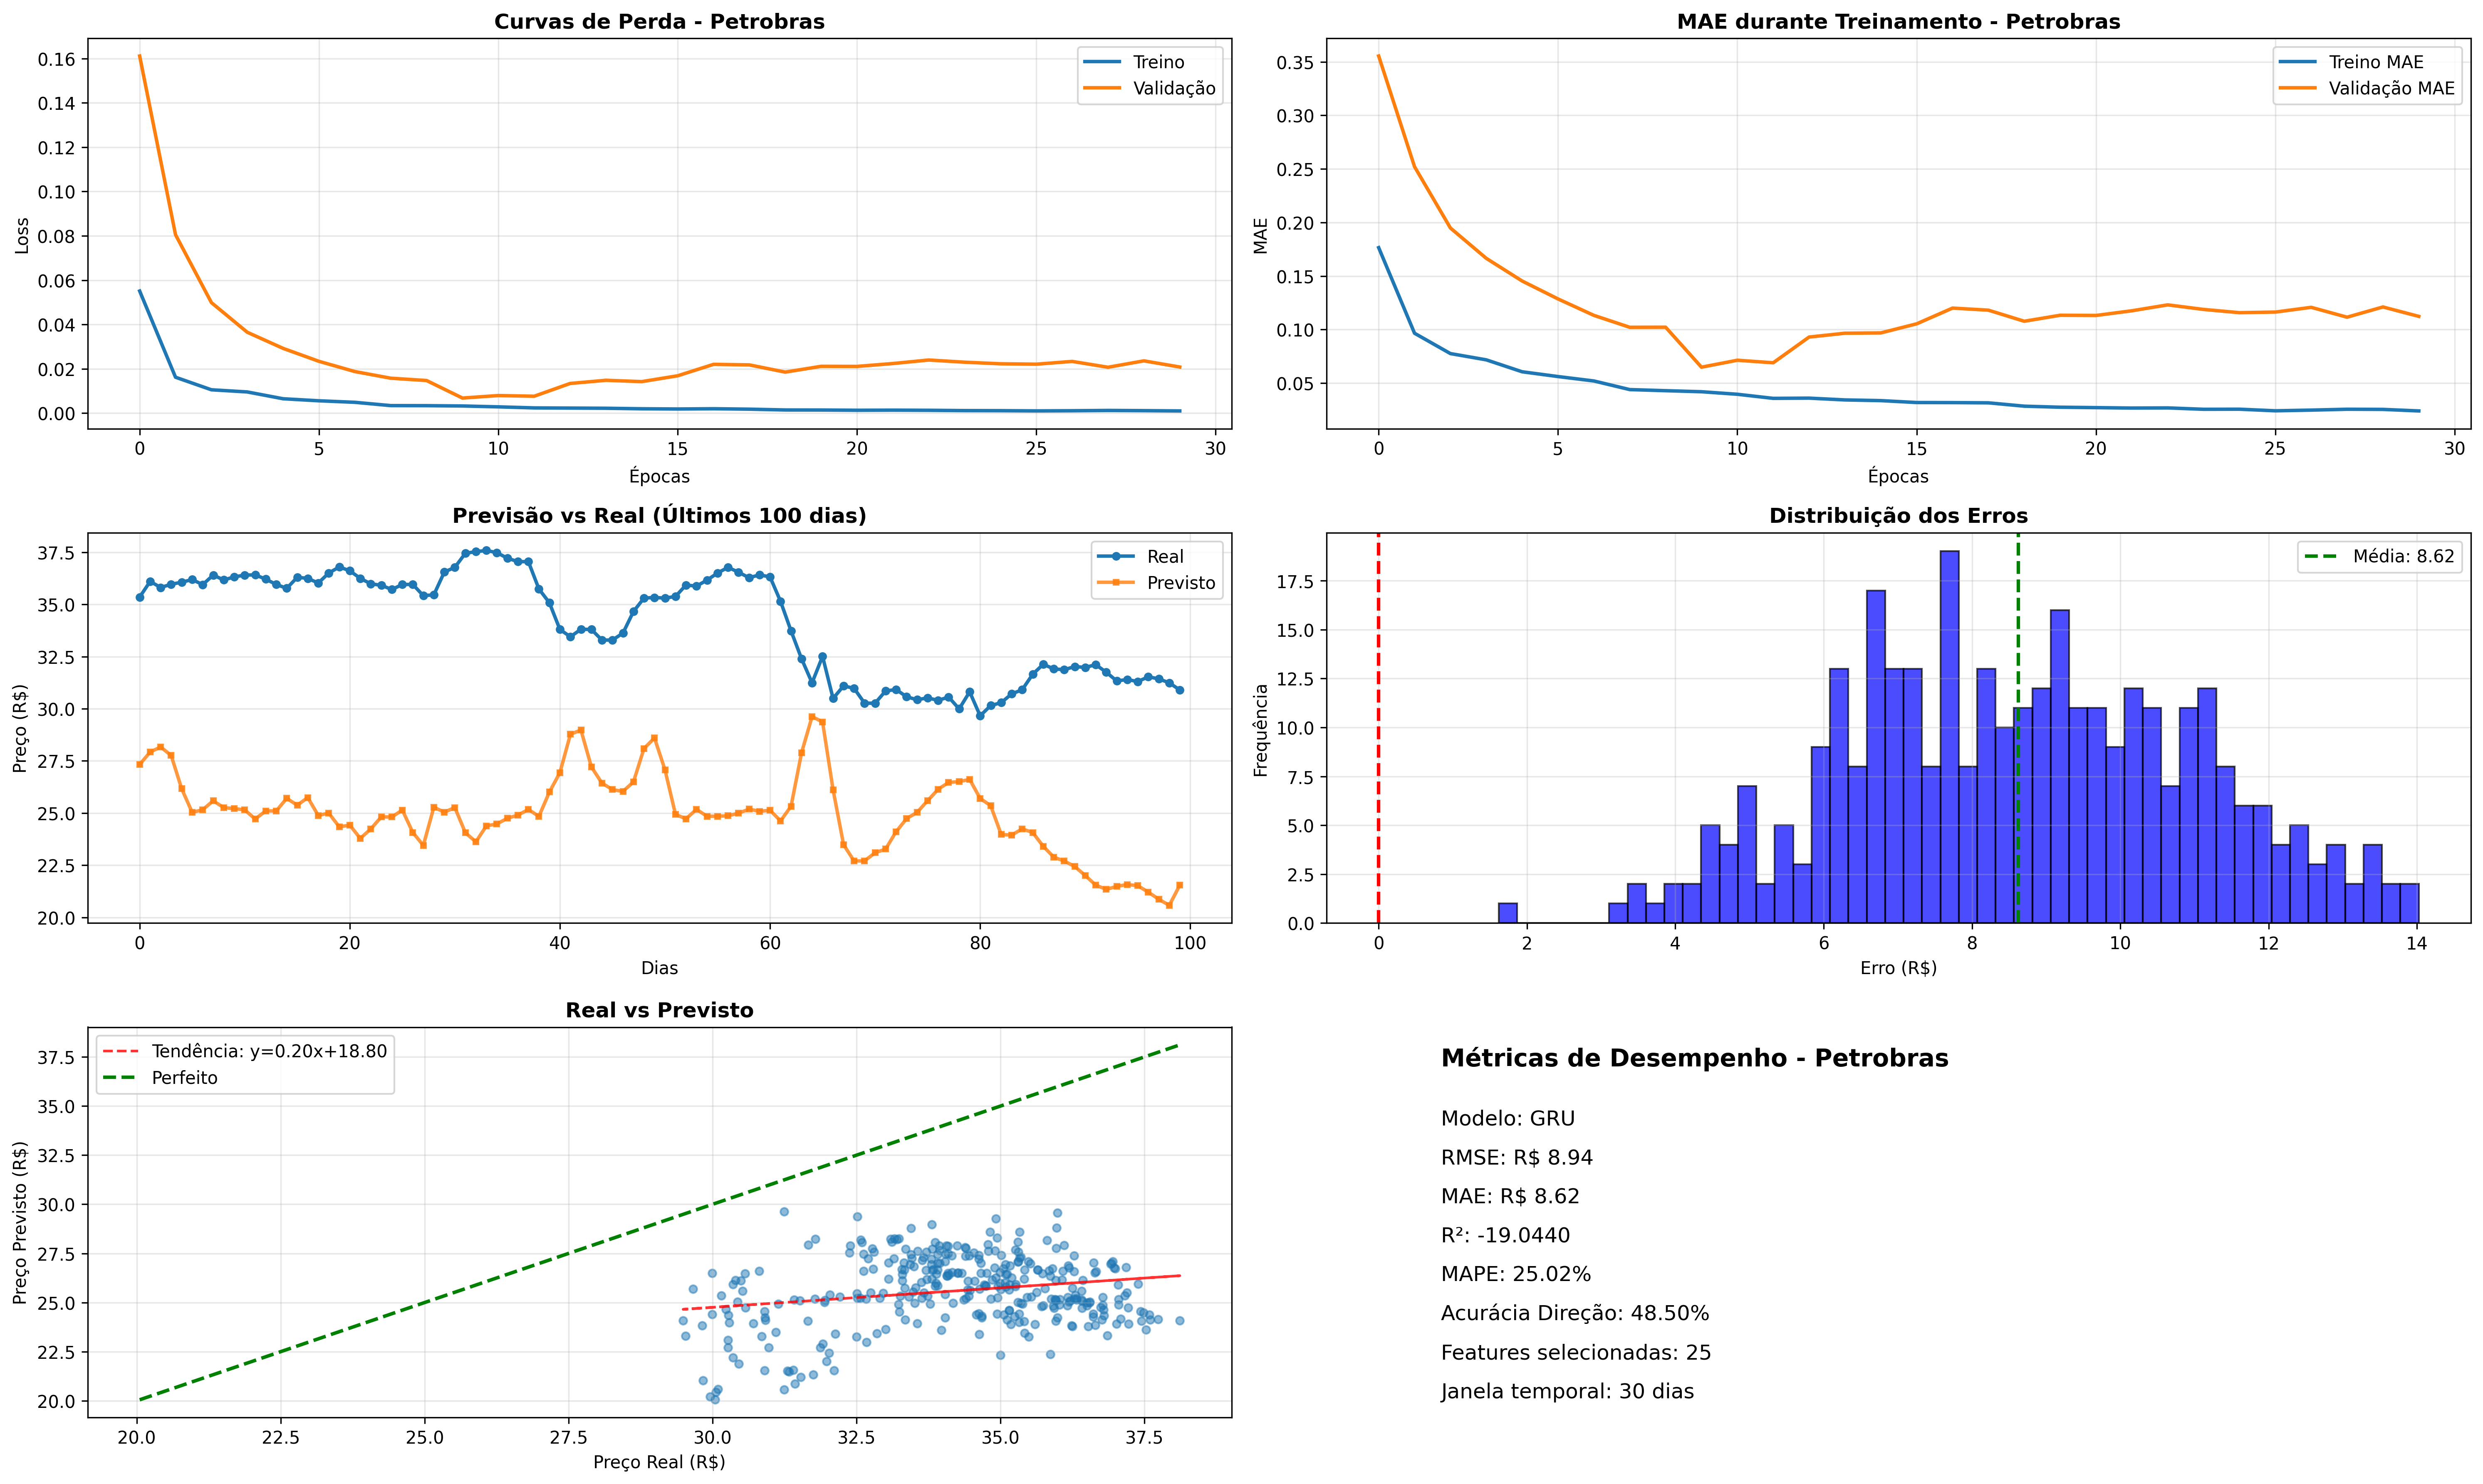 Curvas de Perda - Petrobras
Treino
Validação
0.16
0.14
0.12
0.10
0.08
0.06
0.04
0.02
0.00
Loss
0 5 10 15 20 25 30
Épocas
MAE durante Treinamento - Petrobras
Treino MAE
Validação MAE
0.35
0.30
0.25
0.20
0.15
0.10
0.05
MAE
0 5 10 15 20 25 30
Épocas
Previsão vs Real (Últimos 100 dias)
Real
Previsto
37.5
35.0
32.5
30.0
27.5
25.0
22.5
20.0
Preço (R$)
0 20 40 60 80 100
Dias
Distribuição dos Erros
Média: 8.62
17.5
15.0
12.5
10.0
7.5
5.0
2.5
0.0
Frequência
0 2 4 6 8 10 12 14
Erro (R$)
Real vs Previsto
Tendência: y=0.20x+18.80
Perfeito
37.5
35.0
32.5
30.0
27.5
25.0
22.5
20.0
Preço Previsto (R$)
20.0 22.5 25.0 27.5 30.0 32.5 35.0 37.5
Preço Real (R$)
Métricas de Desempenho - Petrobras
Modelo: GRU
RMSE: R$ 8.94
MAE: R$ 8.62
R²: -19.0440
MAPE: 25.02%
Acurácia Direção: 48.50%
Features selecionadas: 25
Janela temporal: 30 dias